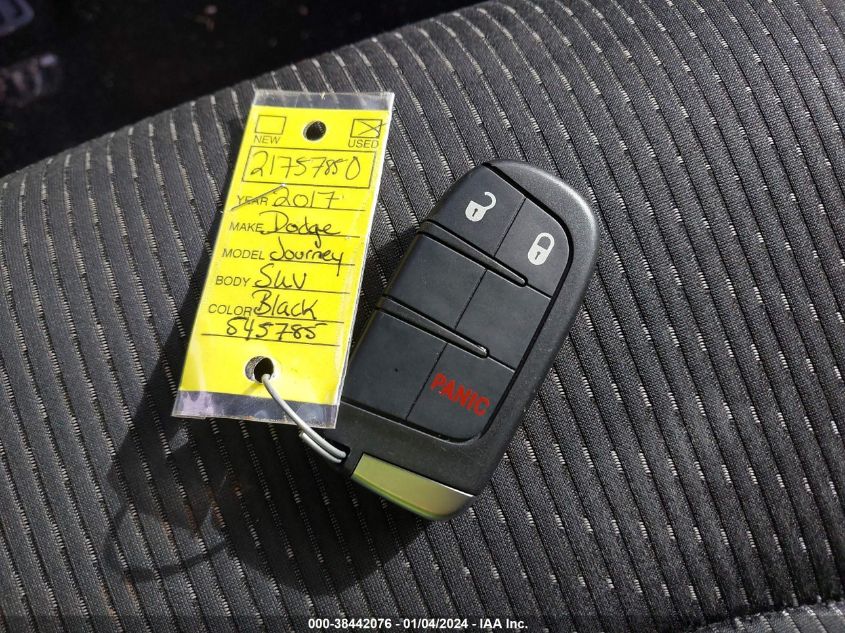 NEW USED
21757850
YEAR 2017
MAKE Dodge
MODEL Journey
BODY Suv
COLOR Black
545785
PANIC
000-38442076 - 01/04/2024 - IAA Inc.